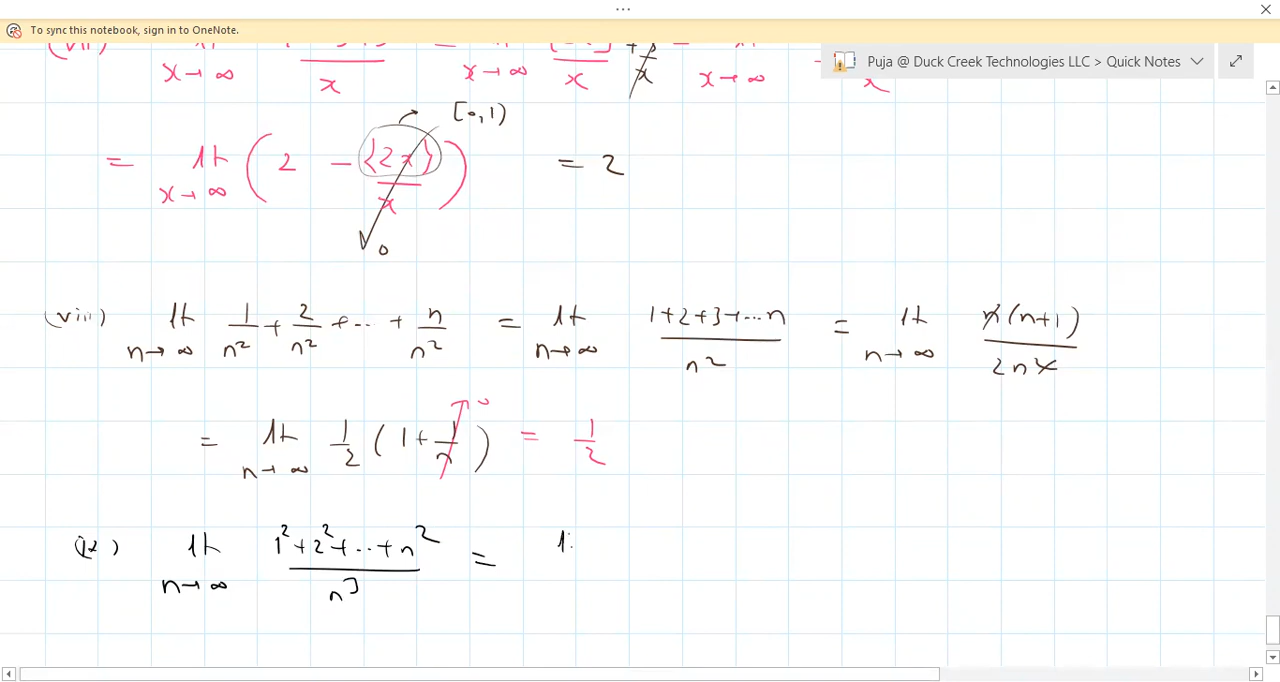 To sync this notebook, sign in to OneNote.
Puja @ Duck Creek Technologies LLC > Quick Notes
(vii)
x→∞ x x→∞ x x x→∞ x
[0,1)
= lt x→∞ (2 - {2x}/x) = 2
0
(viii) lt n→∞ 1/n² + 2/n² + ... + n/n² = lt n→∞ (1+2+3+...n)/n² = lt n→∞ n(n+1)/2n²
= lt n→∞ 1/2 (1 + 1/n) 0 = 1/2
(ix) lt n→∞ (1²+2²+...+n²)/n³ =